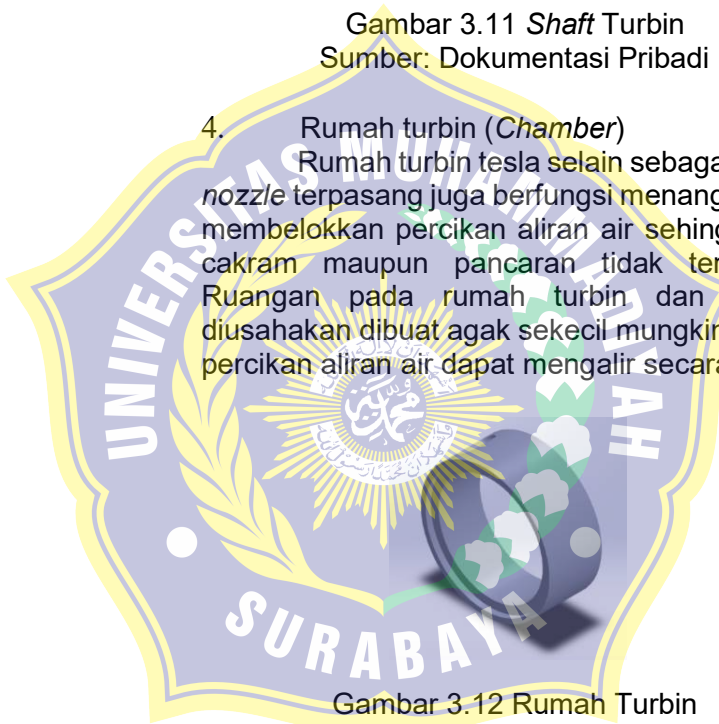 Gambar 3.11 Shaft Turbin
Sumber: Dokumentasi Pribadi
4. Rumah turbin (Chamber)
Rumah turbin tesla selain sebaga
nozzle terpasang juga berfungsi menang
membelokkan percikan aliran air sehing
cakram maupun pancaran tidak ter
Ruangan pada rumah turbin dan
diusahakan dibuat agak sekecil mungkin
percikan aliran air dapat mengalir secara
UNIVERSITAS MUHAMMADIYAH
SURABAYA
Gambar 3.12 Rumah Turbin